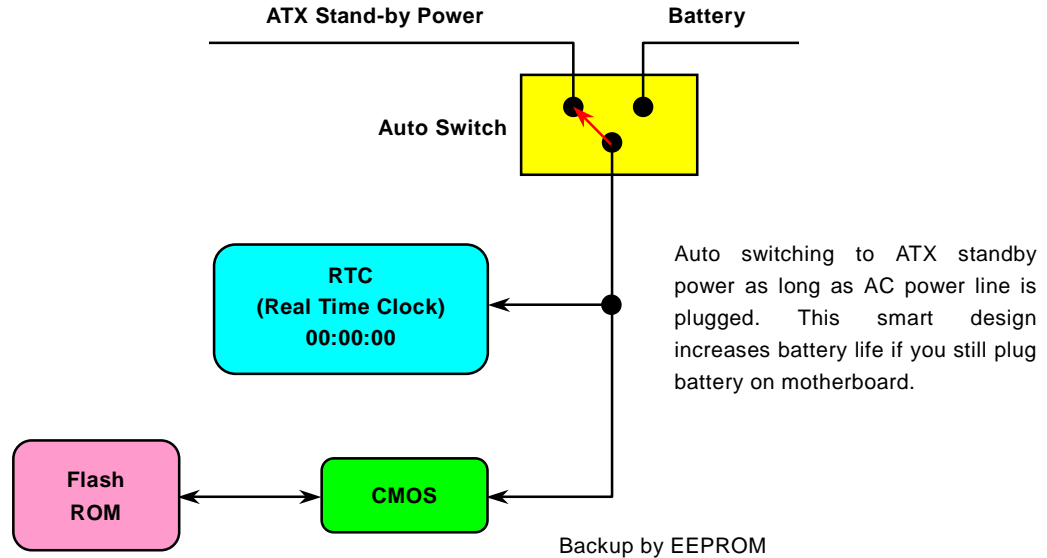 ATX Stand-by Power
Battery
Auto Switch
RTC
(Real Time Clock)
00:00:00
Auto switching to ATX standby
power as long as AC power line is
plugged. This smart design
increases battery life if you still plug
battery on motherboard.
Flash
ROM
CMOS
Backup by EEPROM